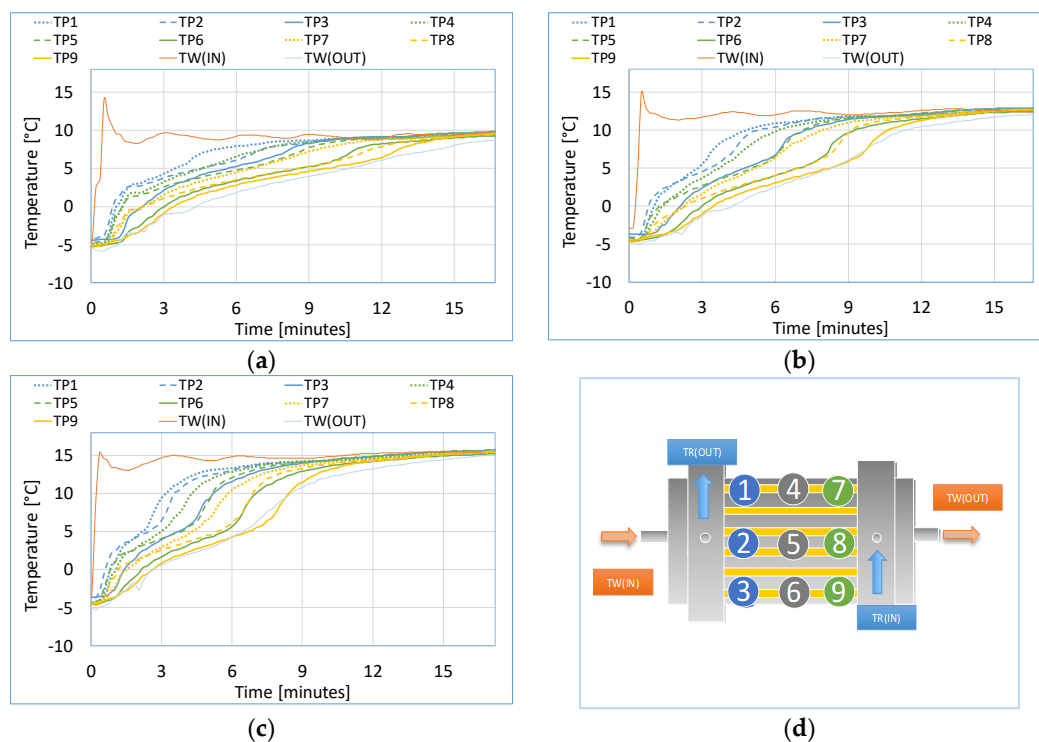 TP1 TP2 TP3 TP4
TP5 TP6 TP7 TP8
TP9 TW(IN) TW(OUT)
Temperature [°C]
15
10
5
0
-5
-10
0 3 6 9 12 15
Time [minutes]
(a)
TP1 TP2 TP3 TP4
TP5 TP6 TP7 TP8
TP9 TW(IN) TW(OUT)
Temperature [°C]
15
10
5
0
-5
-10
0 3 6 9 12 15
Time [minutes]
(b)
TP1 TP2 TP3 TP4
TP5 TP6 TP7 TP8
TP9 TW(IN) TW(OUT)
Temperature [°C]
20
15
10
5
0
-5
-10
0 3 6 9 12 15
Time [minutes]
(c)
TR(OUT)
1 4 7
TW(OUT)
2 5 8
TW(IN)
3 6 9
TR(IN)
(d)